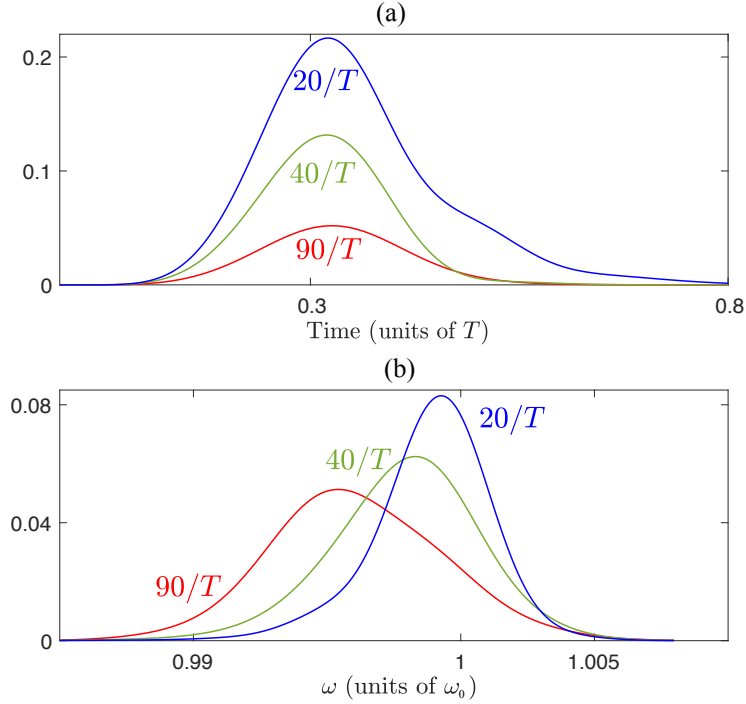 (a)
0.2
20/T
0.1
40/T
90/T
0
0.3
0.8
Time (units of T)
(b)
0.08
20/T
40/T
0.04
90/T
0
0.99
1
1.005
ω (units of ω₀)